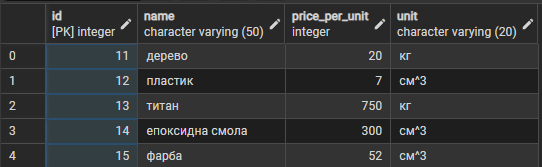 id name price_per_unit unit
[PK] integer character varying (50) integer character varying (20)
0 11 дерево 20 кг
1 12 пластик 7 см^3
2 13 титан 750 кг
3 14 епоксидна смола 300 см^3
4 15 фарба 52 см^3